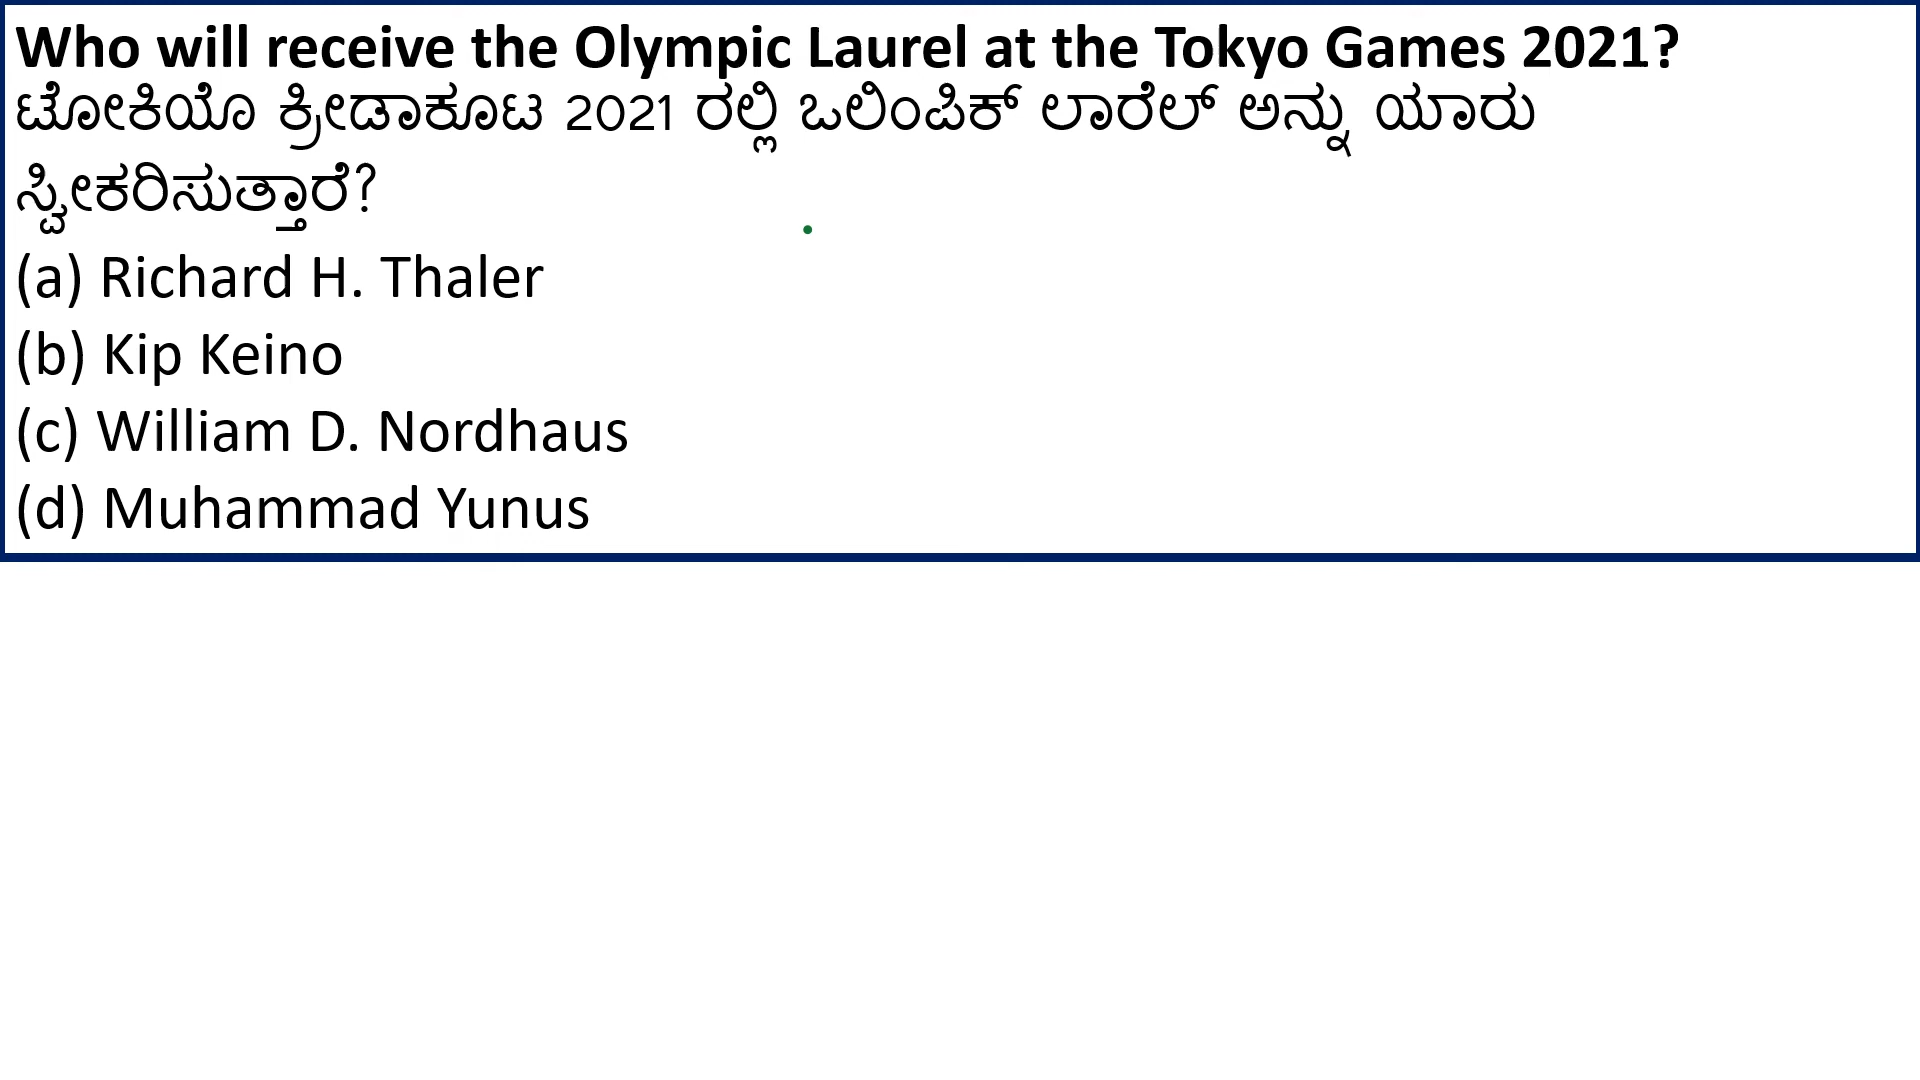 Who will receive the Olympic Laurel at the Tokyo Games 2021?
ಟೋಕಿಯೊ ಕ್ರೀಡಾಕೂಟ 2021 ರಲ್ಲಿ ಒಲಿಂಪಿಕ್ ಲಾರೆಲ್ ಅನ್ನು ಯಾರು
ಸ್ವೀಕರಿಸುತ್ತಾರೆ?
(a) Richard H. Thaler
(b) Kip Keino
(c) William D. Nordhaus
(d) Muhammad Yunus